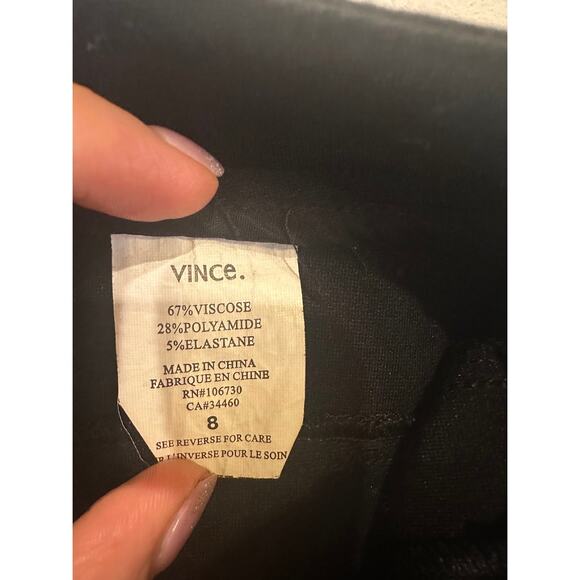 VINCe.
67%VISCOSE
28%POLYAMIDE
5%ELASTANE
MADE IN CHINA
FABRIQUE EN CHINE
RN#106730
CA#34460
8
SEE REVERSE FOR CARE
L'INVERSE POUR LE SOIN